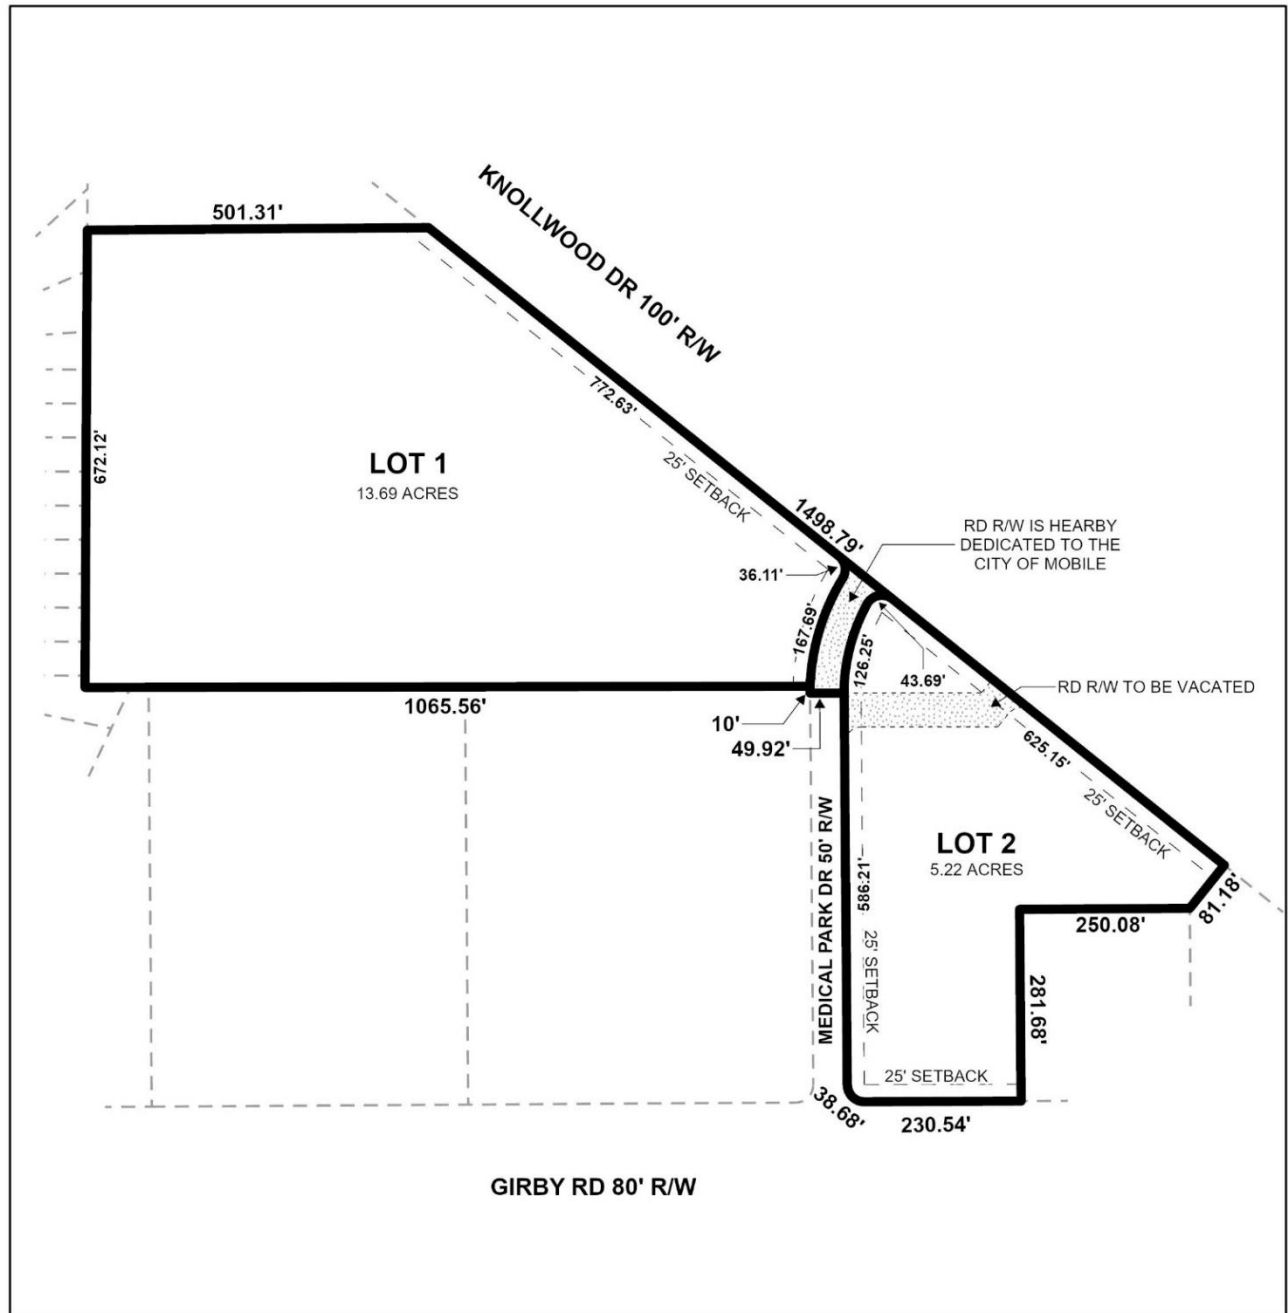 501.31'
KNOLLWOOD DR 100' R/W
772.63'
672.12'
LOT 1
13.69 ACRES
25' SETBACK
1498.79'
RD R/W IS HEARBY
DEDICATED TO THE
CITY OF MOBILE
36.11'
167.69'
126.25'
43.69'
RD R/W TO BE VACATED
1065.56'
10'
49.92'
625.15'
25' SETBACK
MEDICAL PARK DR 50' R/W
586.21'
LOT 2
5.22 ACRES
81.18'
250.08'
25' SETBACK
281.68'
25' SETBACK
38.68'
230.54'
GIRBY RD 80' R/W